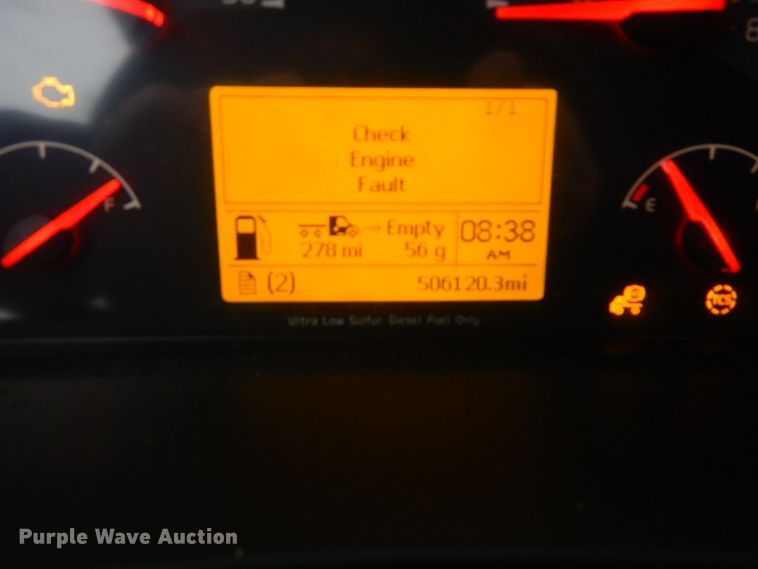 1/1
Check
Engine
Fault
F
E
→ Empty
278 mi 56 g
08:38
AM
(2) 506120.3mi
Ultra Low Sulfur Diesel Fuel Only
Purple Wave Auction